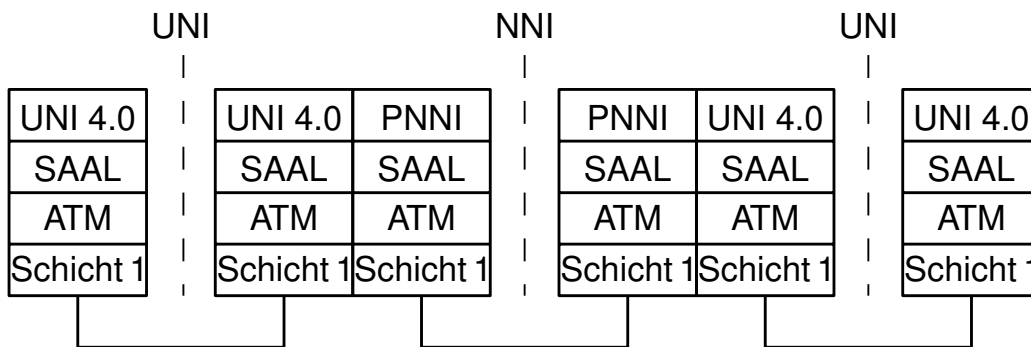 UNI NNI UNI
UNI 4.0 UNI 4.0 PNNI PNNI UNI 4.0 UNI 4.0
SAAL SAAL SAAL SAAL SAAL SAAL
ATM ATM ATM ATM ATM ATM
Schicht 1 Schicht 1 Schicht 1 Schicht 1 Schicht 1 Schicht 1